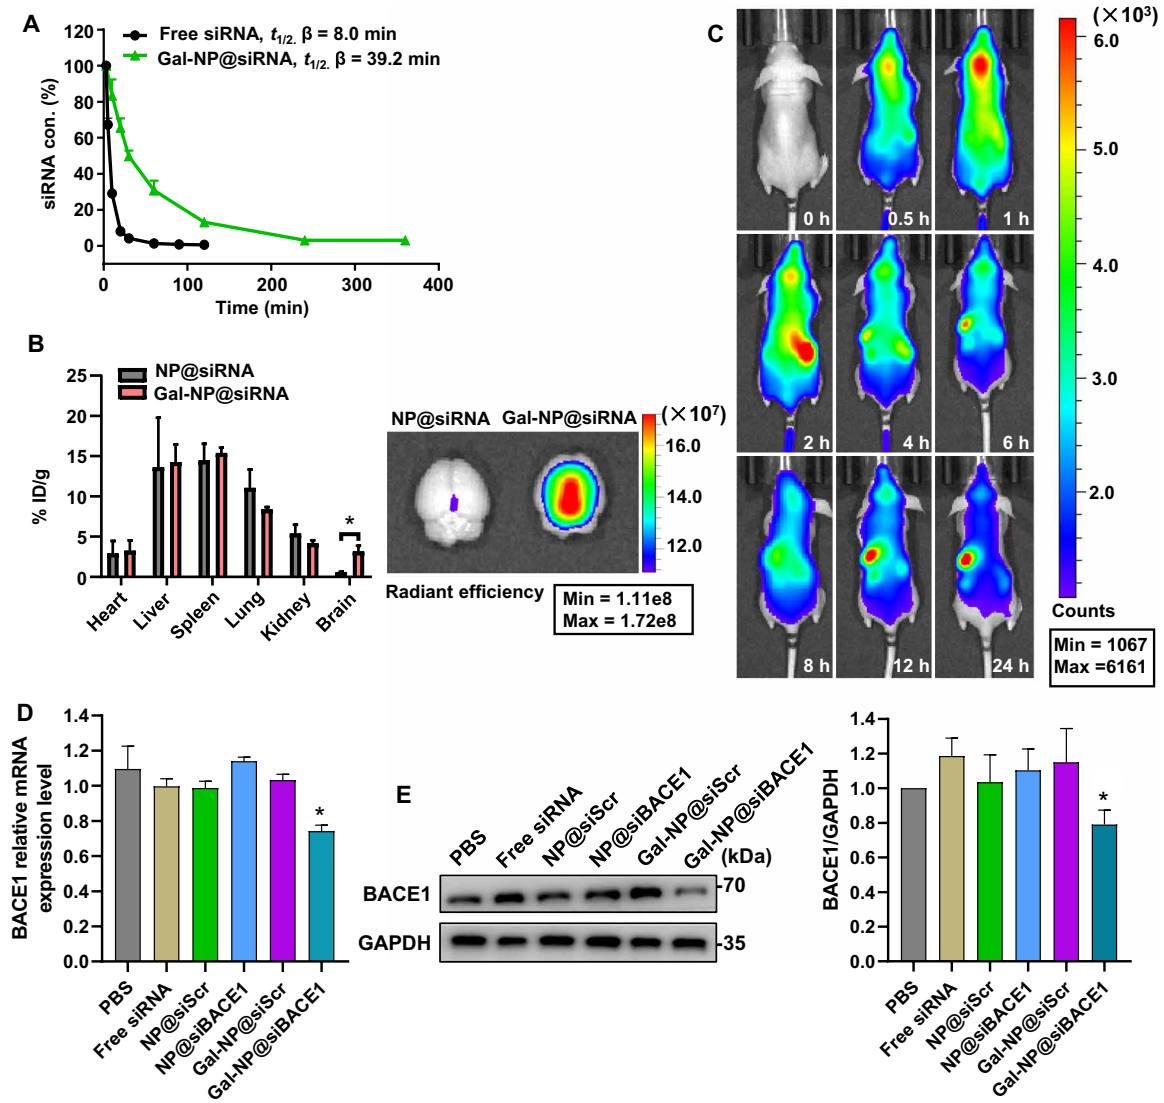 A
Free siRNA, t1/2. β = 8.0 min
Gal-NP@siRNA, t1/2. β = 39.2 min
siRNA con. (%)
120
100
80
60
40
20
0
0
100
200
300
400
Time (min)
B
NP@siRNA
Gal-NP@siRNA
% ID/g
25
20
15
10
5
0
*
Heart
Liver
Spleen
Lung
Kidney
Brain
NP@siRNA
Gal-NP@siRNA
(×10⁷)
16.0
14.0
12.0
Radiant efficiency
Min = 1.11e8
Max = 1.72e8
C
0 h
0.5 h
1 h
2 h
4 h
6 h
8 h
12 h
24 h
(×10³)
6.0
5.0
4.0
3.0
2.0
Counts
Min = 1067
Max =6161
D
BACE1 relative mRNA
expression level
1.4
1.2
1.0
0.8
0.6
0.4
0.2
0.0
*
PBS
Free siRNA
NP@siScr
NP@siBACE1
Gal-NP@siScr
Gal-NP@siBACE1
E
PBS
Free siRNA
NP@siScr
NP@siBACE1
Gal-NP@siScr
Gal-NP@siBACE1
(kDa)
BACE1
-70
GAPDH
-35
BACE1/GAPDH
1.4
1.2
1.0
0.8
0.6
0.4
0.2
0.0
*
PBS
Free siRNA
NP@siScr
NP@siBACE1
Gal-NP@siScr
Gal-NP@siBACE1